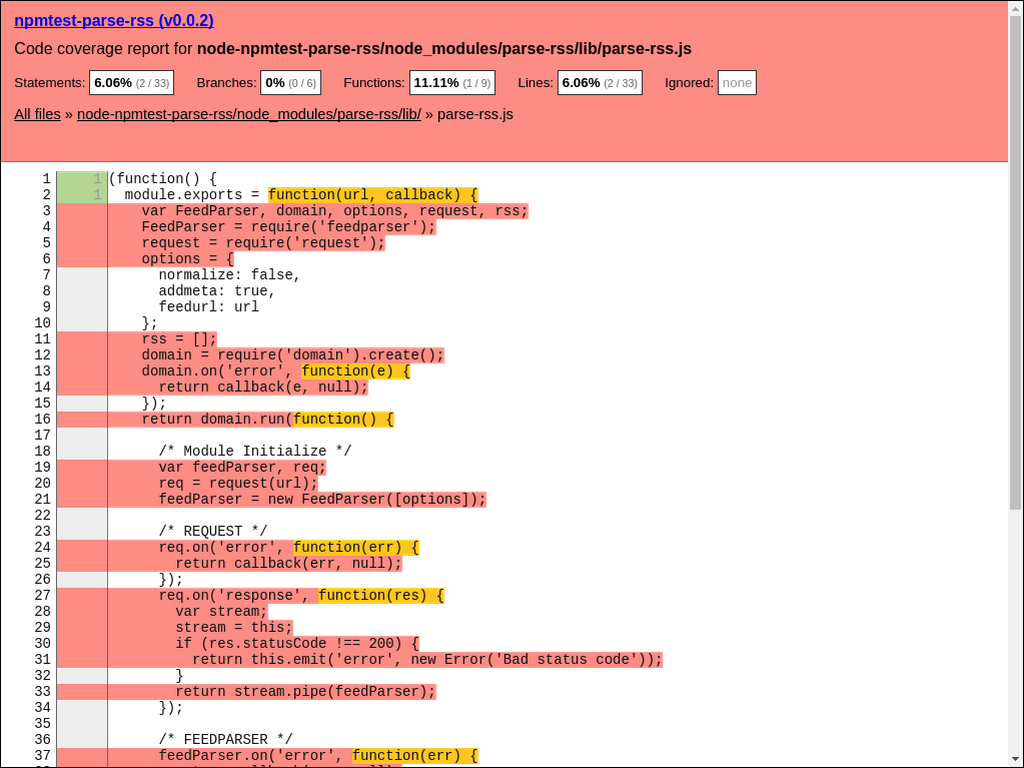 npmtest-parse-rss (v0.0.2)
Code coverage report for node-npmtest-parse-rss/node_modules/parse-rss/lib/parse-rss.js
Statements: 6.06% (2 / 33) Branches: 0% (0 / 6) Functions: 11.11% (1 / 9) Lines: 6.06% (2 / 33) Ignored: none
All files » node-npmtest-parse-rss/node_modules/parse-rss/lib/ » parse-rss.js
1 1 (function() {
2 1 module.exports = function(url, callback) {
3 var FeedParser, domain, options, request, rss;
4 FeedParser = require('feedparser');
5 request = require('request');
6 options = {
7 normalize: false,
8 addmeta: true,
9 feedurl: url
10 };
11 rss = [];
12 domain = require('domain').create();
13 domain.on('error', function(e) {
14 return callback(e, null);
15 });
16 return domain.run(function() {
17
18 /* Module Initialize */
19 var feedParser, req;
20 req = request(url);
21 feedParser = new FeedParser([options]);
22
23 /* REQUEST */
24 req.on('error', function(err) {
25 return callback(err, null);
26 });
27 req.on('response', function(res) {
28 var stream;
29 stream = this;
30 if (res.statusCode !== 200) {
31 return this.emit('error', new Error('Bad status code'));
32 }
33 return stream.pipe(feedParser);
34 });
35
36 /* FEEDPARSER */
37 feedParser.on('error', function(err) {